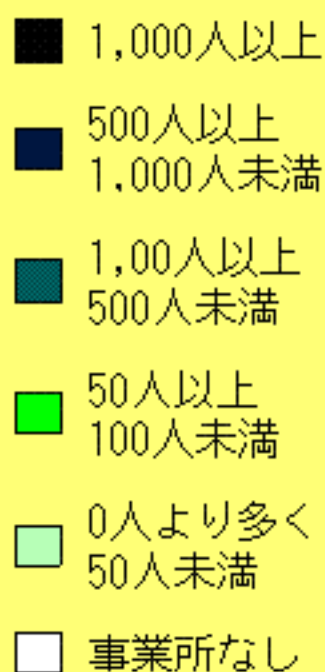 1,000人以上
500人以上
1,000人未満
1,00人以上
500人未満
50人以上
100人未満
0人より多く
50人未満
事業所なし